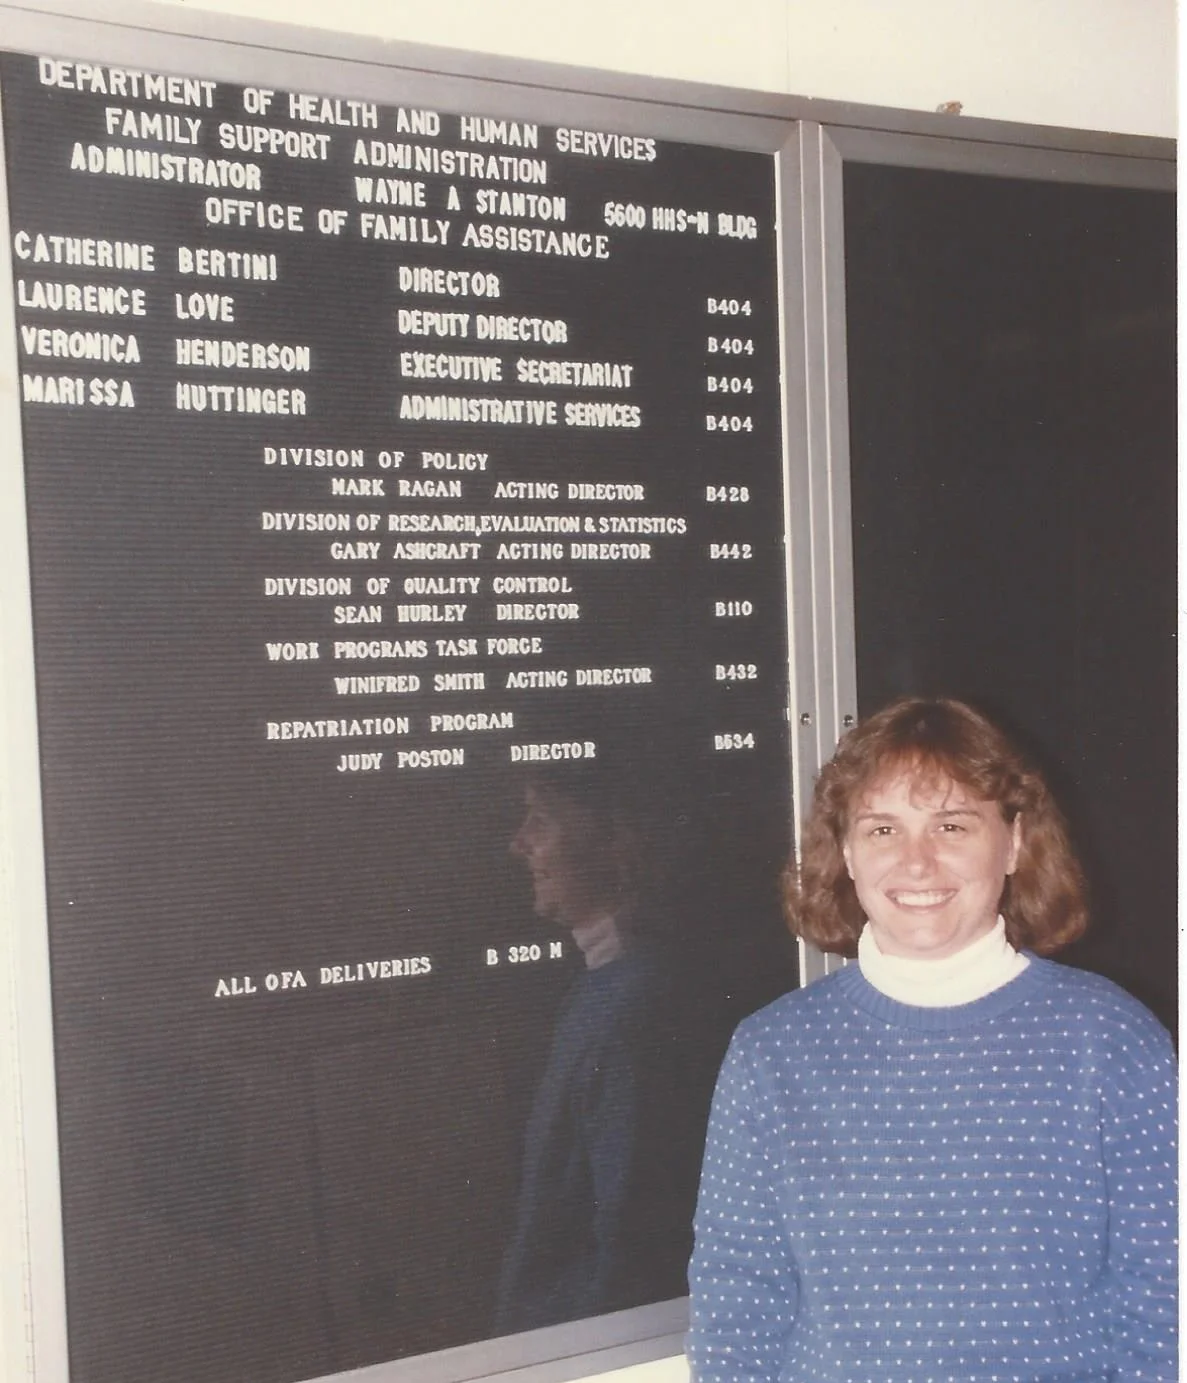 DEPARTMENT OF HEALTH AND HUMAN SERVICES
FAMILY SUPPORT ADMINISTRATION
ADMINISTRATOR WAYNE A STANTON 5600 HHS-N BLDG
OFFICE OF FAMILY ASSISTANCE
CATHERINE BERTINI DIRECTOR B404
LAURENCE LOVE DEPUTY DIRECTOR B404
VERONICA HENDERSON EXECUTIVE SECRETARIAT B404
MARISSA HUTTINGER ADMINISTRATIVE SERVICES B404
DIVISION OF POLICY
MARK RAGAN ACTING DIRECTOR B428
DIVISION OF RESEARCH,EVALUATION & STATISTICS
GARY ASHCRAFT ACTING DIRECTOR B442
DIVISION OF QUALITY CONTROL
SEAN HURLEY DIRECTOR B110
WORK PROGRAMS TASK FORCE
WINIFRED SMITH ACTING DIRECTOR B432
REPATRIATION PROGRAM
JUDY POSTON DIRECTOR B534
ALL OFA DELIVERIES B 320 M